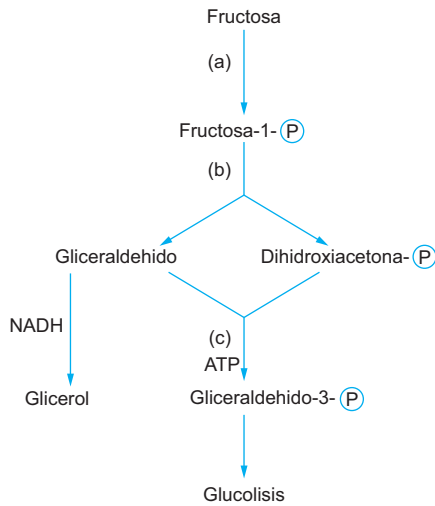 Fructosa
(a)
Fructosa-1- P
(b)
Gliceraldehido
Dihidroxiacetona- P
NADH
(c)
ATP
Glicerol
Gliceraldehido-3- P
Glucolisis